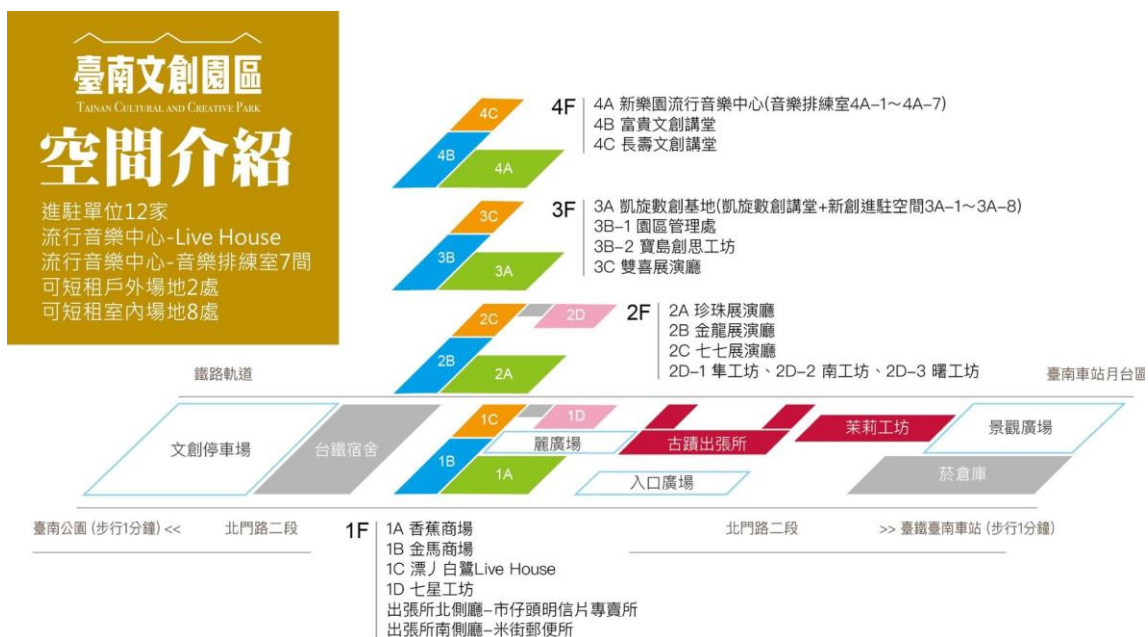 臺南文創園區
TAINAN CULTURAL AND CREATIVE PARK
空間介紹
進駐單位12家
流行音樂中心-Live House
流行音樂中心-音樂排練室7間
可短租戶外場地2處
可短租室內場地8處
4C
4B
4A
4F
4A 新樂園流行音樂中心(音樂排練室4A-1～4A-7)
4B 富貴文創講堂
4C 長壽文創講堂
3C
3B
3A
3F
3A 凱旋數創基地(凱旋數創講堂+新創進駐空間3A-1～3A-8)
3B-1 園區管理處
3B-2 寶島創思工坊
3C 雙喜展演廳
2C
2D
2B
2A
2F
2A 珍珠展演廳
2B 金龍展演廳
2C 七七展演廳
2D-1 隼工坊、2D-2 南工坊、2D-3 曙工坊
鐵路軌道
臺南車站月台區
文創停車場
台鐵宿舍
1C
1D
1B
1A
麗廣場
古蹟出張所
茉莉工坊
景觀廣場
入口廣場
菸倉庫
臺南公園 (步行1分鐘) <<
北門路二段
北門路二段
>> 臺鐵臺南車站 (步行1分鐘)
1F
1A 香蕉商場
1B 金馬商場
1C 漂丿白鷺Live House
1D 七星工坊
出張所北側廳–市仔頭明信片專賣所
出張所南側廳–米街郵便所